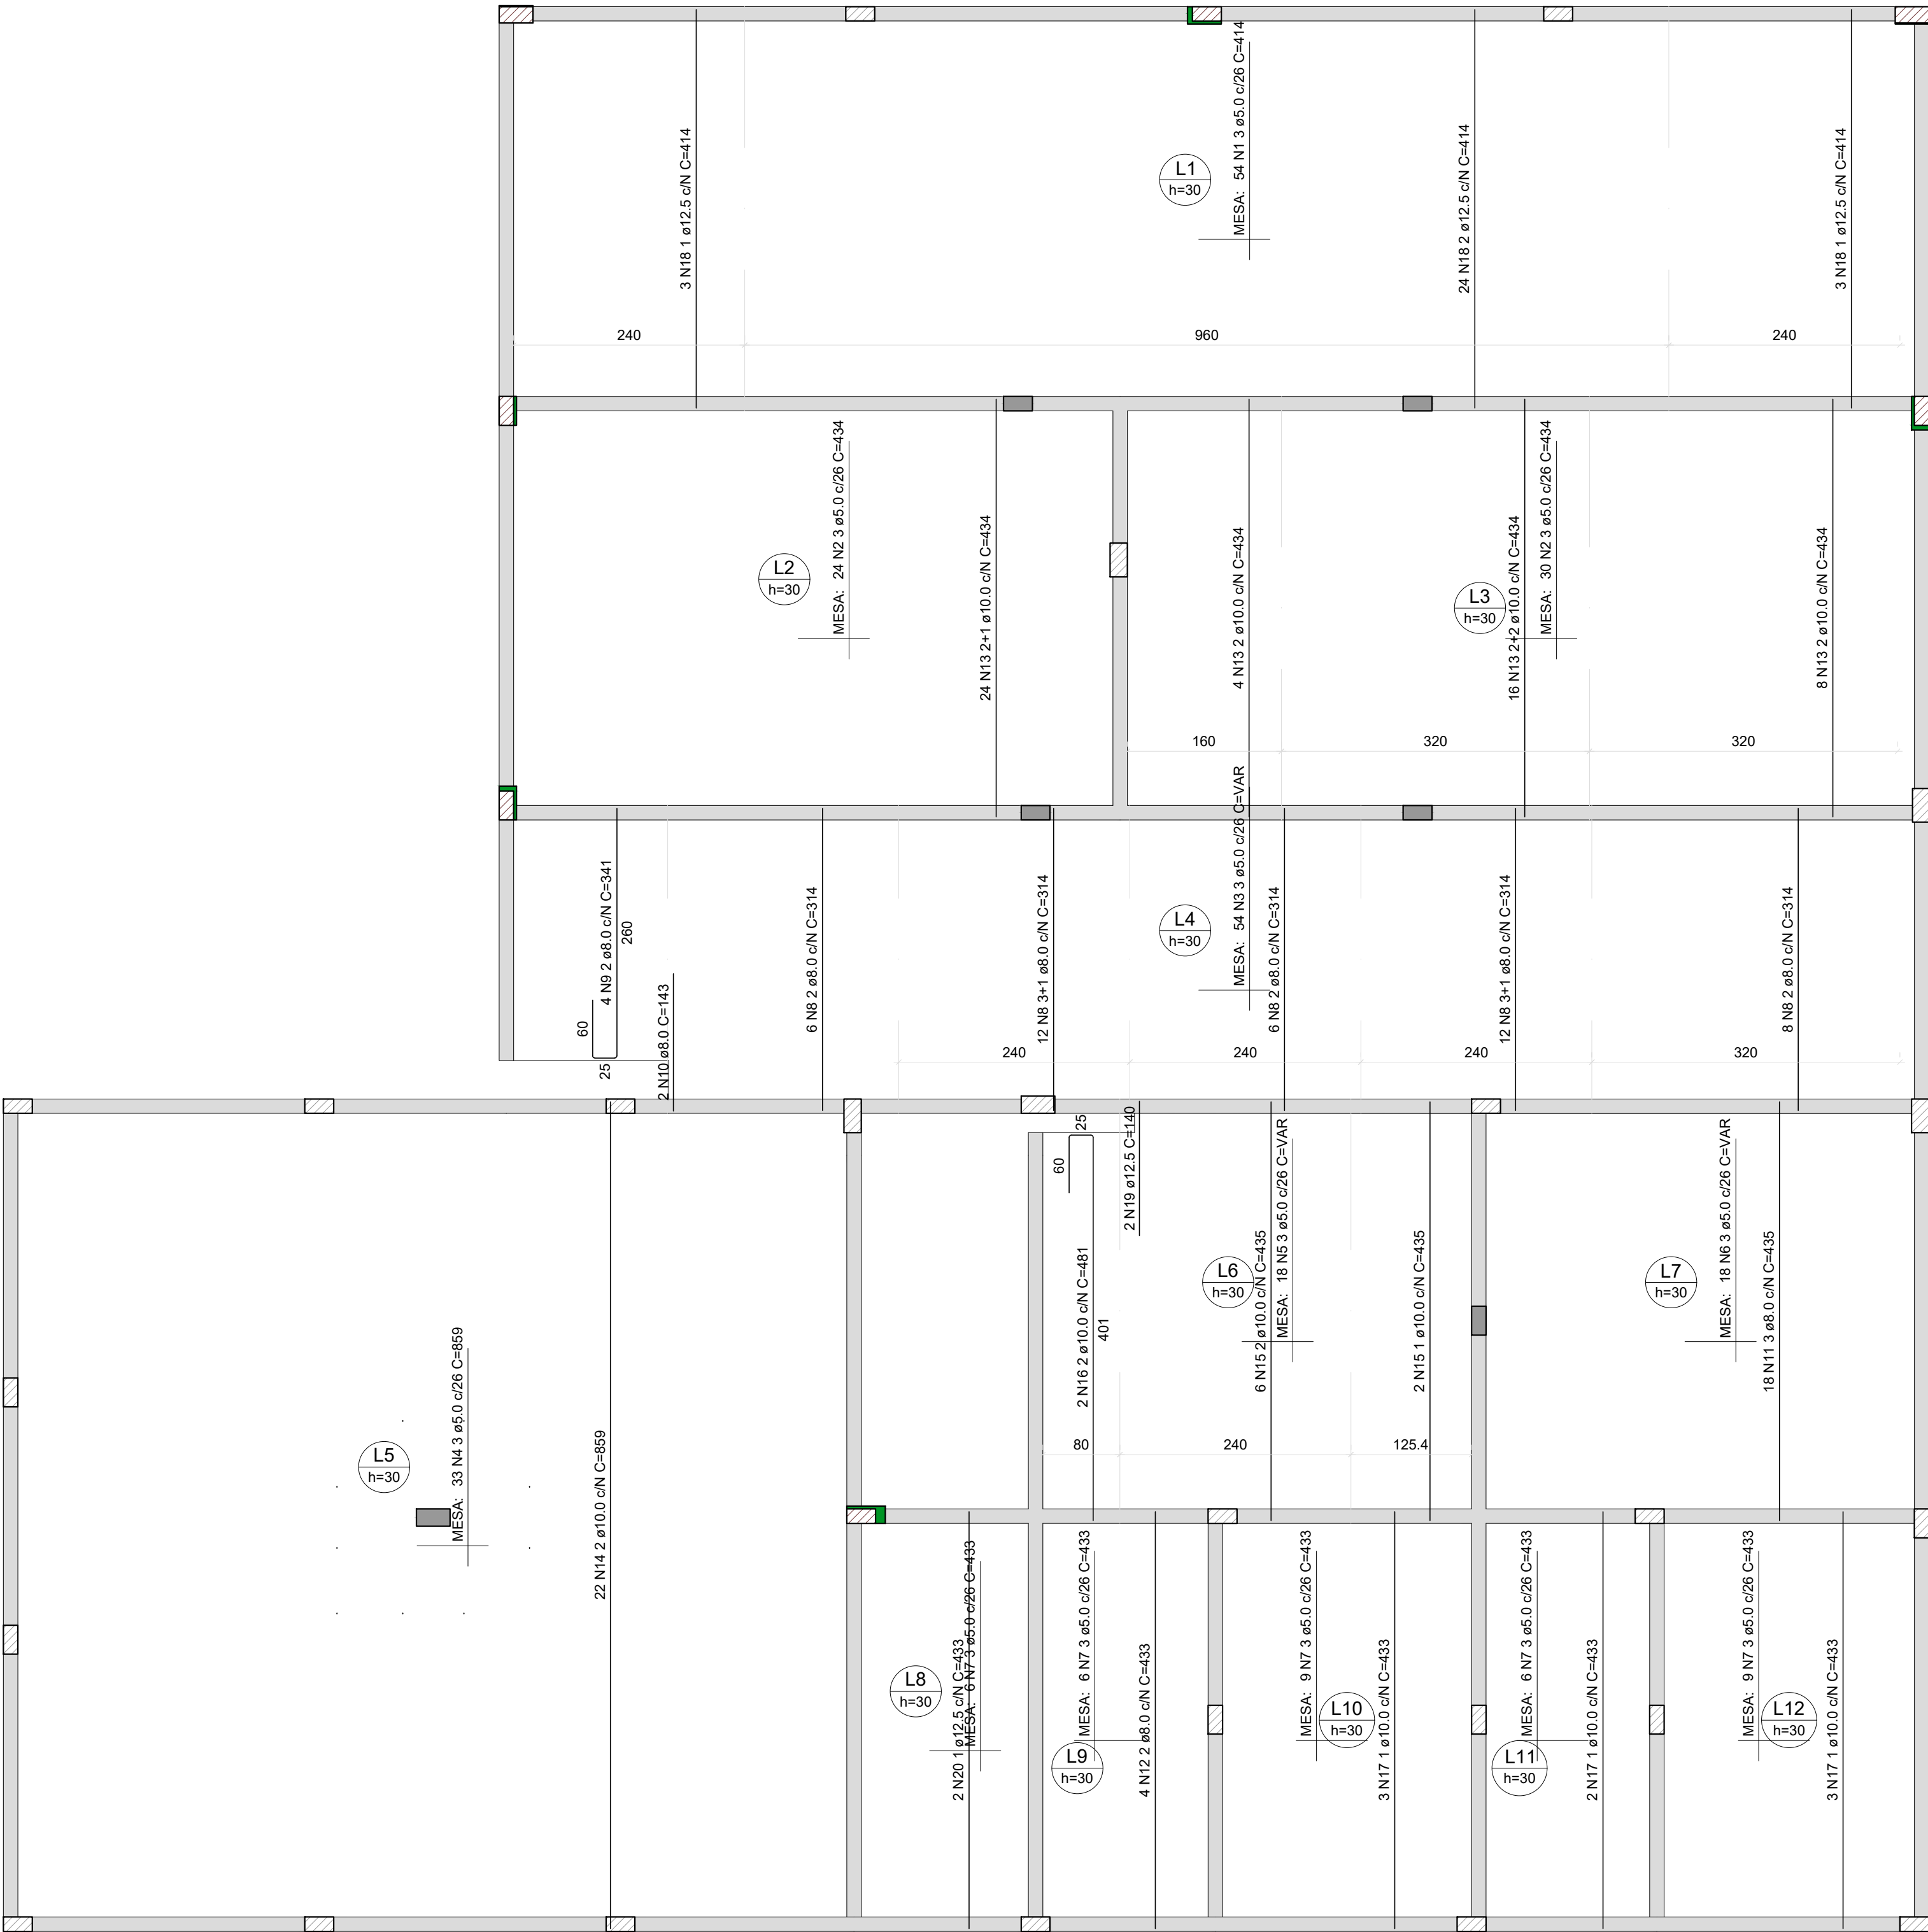 MESA: 54 N1 3 ø5.0 c/26 C=414
3 N18 1 ø12.5 c/N C=414
L1
h=30
24 N18 2 ø12.5 c/N C=414
3 N18 1 ø12.5 c/N C=414
240
960
240
L2
h=30
MESA: 24 N2 3 ø5.0 c/26 C=434
24 N13 2+1 ø10.0 c/N C=434
4 N13 2 ø10.0 c/N C=434
L3
h=30
16 N13 2+2 ø10.0 c/N C=434
MESA: 30 N2 3 ø5.0 c/26 C=434
8 N13 2 ø10.0 c/N C=434
160
320
320
4 N9 2 ø8.0 c/N C=341
260
60
25
2 N10 ø8.0 C=143
6 N8 2 ø8.0 c/N C=314
12 N8 3+1 ø8.0 c/N C=314
L4
h=30
MESA: 54 N3 3 ø5.0 c/26 C=VAR
6 N8 2 ø8.0 c/N C=314
12 N8 3+1 ø8.0 c/N C=314
8 N8 2 ø8.0 c/N C=314
240
240
240
320
L5
h=30
MESA: 33 N4 3 ø5.0 c/26 C=859
22 N14 2 ø10.0 c/N C=859
25
60
2 N16 2 ø10.0 c/N C=481
401
2 N19 ø12.5 C=140
L6
h=30
6 N15 2 ø10.0 c/N C=435
MESA: 18 N5 3 ø5.0 c/26 C=VAR
2 N15 1 ø10.0 c/N C=435
80
240
125.4
L7
h=30
MESA: 18 N6 3 ø5.0 c/26 C=VAR
18 N11 3 ø8.0 c/N C=435
L8
h=30
2 N20 1 ø12.5 c/N C=433
MESA: 6 N7 3 ø5.0 c/26 C=433
L9
h=30
MESA: 6 N7 3 ø5.0 c/26 C=433
4 N12 2 ø8.0 c/N C=433
MESA: 9 N7 3 ø5.0 c/26 C=433
L10
h=30
3 N17 1 ø10.0 c/N C=433
L11
h=30
MESA: 6 N7 3 ø5.0 c/26 C=433
2 N17 1 ø10.0 c/N C=433
MESA: 9 N7 3 ø5.0 c/26 C=433
L12
h=30
3 N17 1 ø10.0 c/N C=433